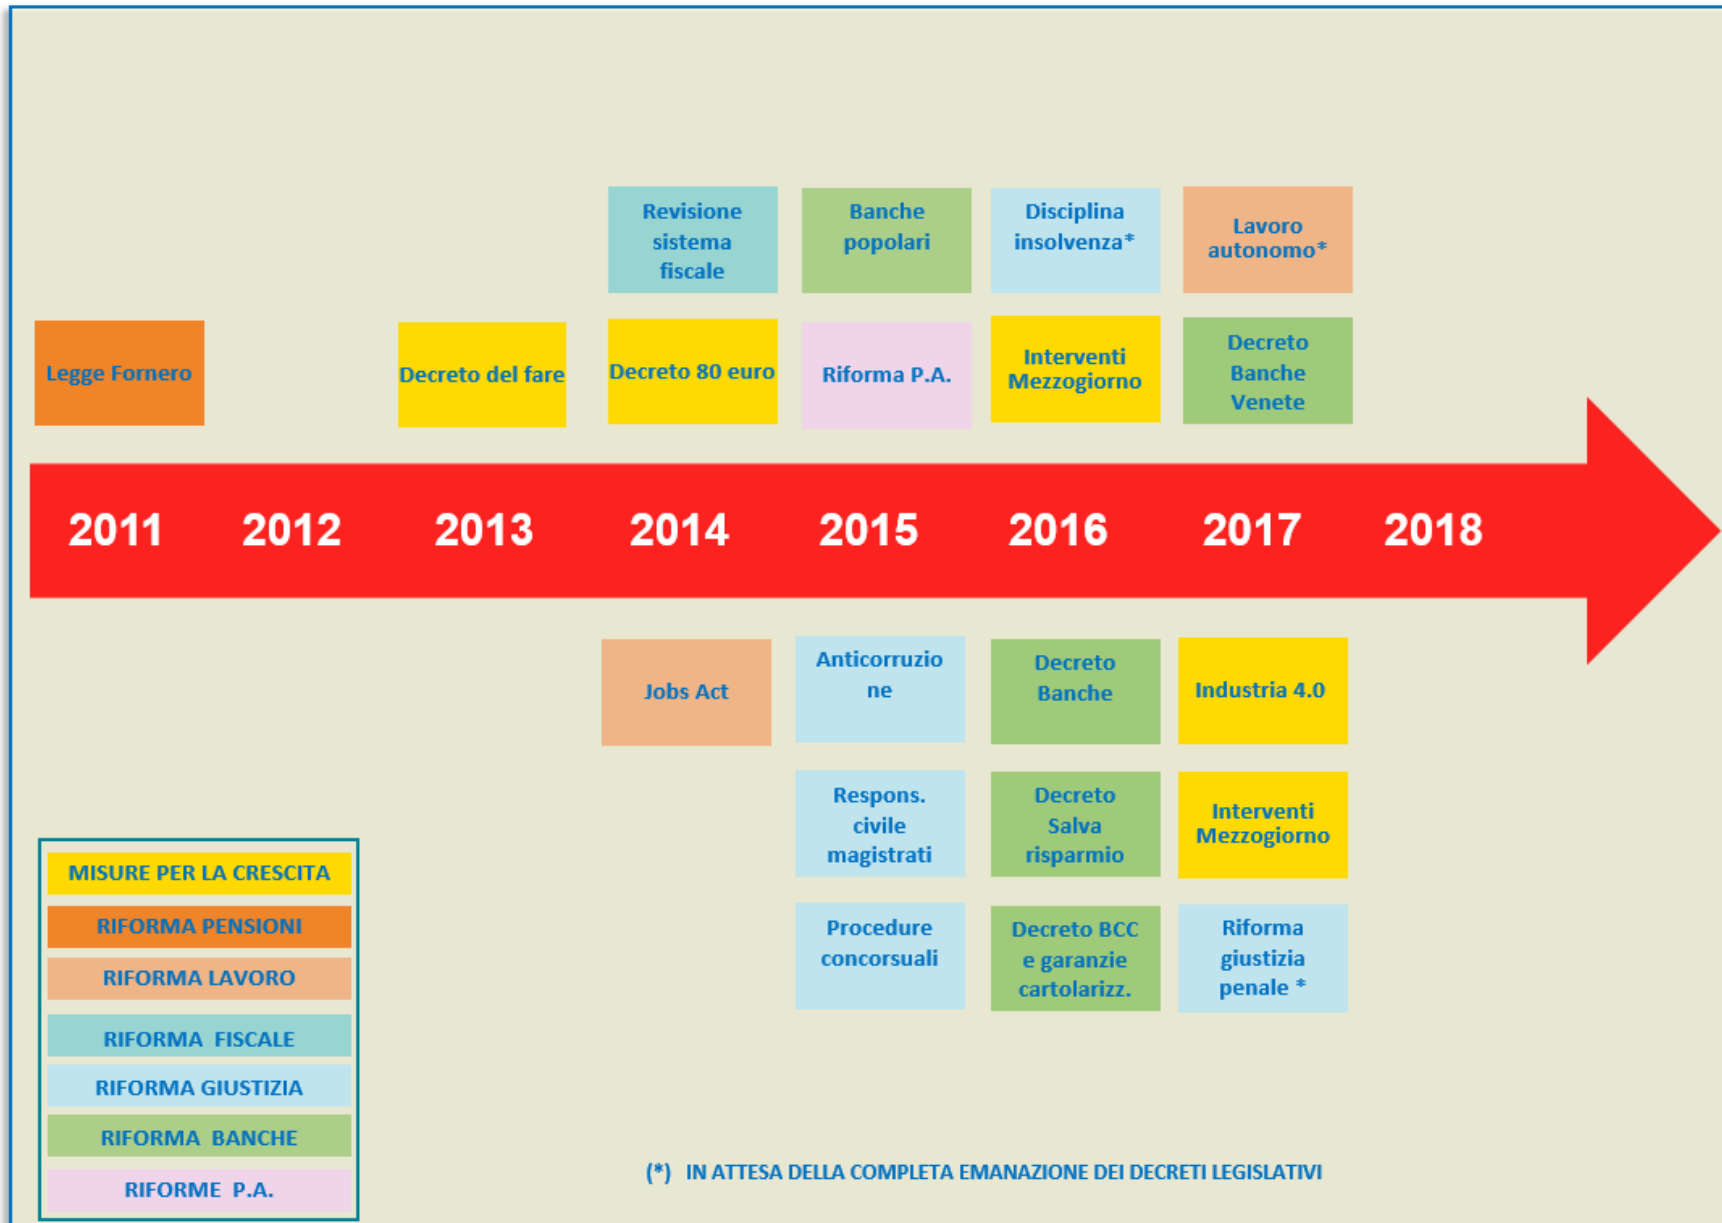 Revisione
sistema
fiscale
Banche
popolari
Disciplina
insolvenza*
Lavoro
autonomo*
Legge Fornero
Decreto del fare
Decreto 80 euro
Riforma P.A.
Interventi
Mezzogiorno
Decreto
Banche
Venete
2011 2012 2013 2014 2015 2016 2017 2018
Jobs Act
Anticorruzio
ne
Decreto
Banche
Industria 4.0
Respons.
civile
magistrati
Decreto
Salva
risparmio
Interventi
Mezzogiorno
Procedure
concorsuali
Decreto BCC
e garanzie
cartolarizz.
Riforma
giustizia
penale *
MISURE PER LA CRESCITA
RIFORMA PENSIONI
RIFORMA LAVORO
RIFORMA FISCALE
RIFORMA GIUSTIZIA
RIFORMA BANCHE
RIFORME P.A.
(*) IN ATTESA DELLA COMPLETA EMANAZIONE DEI DECRETI LEGISLATIVI